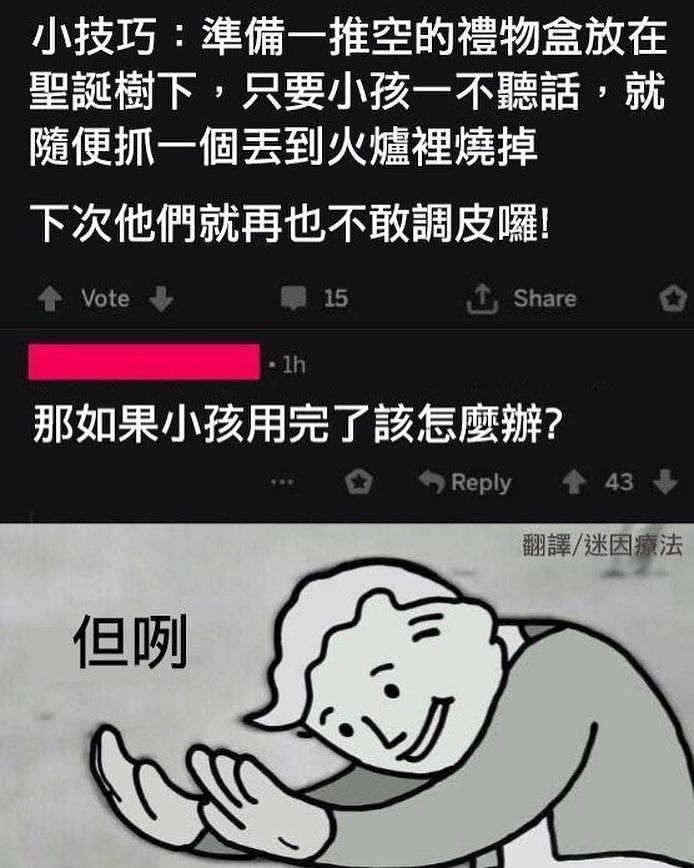 小技巧：準備一推空的禮物盒放在
聖誕樹下，只要小孩一不聽話，就
隨便抓一個丟到火爐裡燒掉
下次他們就再也不敢調皮囉!
Vote 15 Share
• 1h
那如果小孩用完了該怎麼辦?
... Reply 43
翻譯/迷因療法
但咧